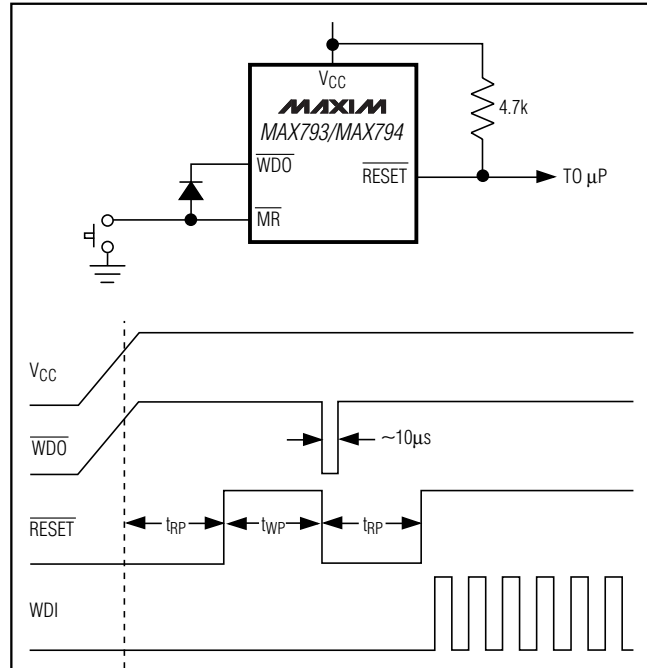 VCC
MAXIM
MAX793/MAX794
4.7k
WDO
RESET
TO µP
MR
VCC
WDO
~10µs
RESET
tRP
tWP
tRP
WDI